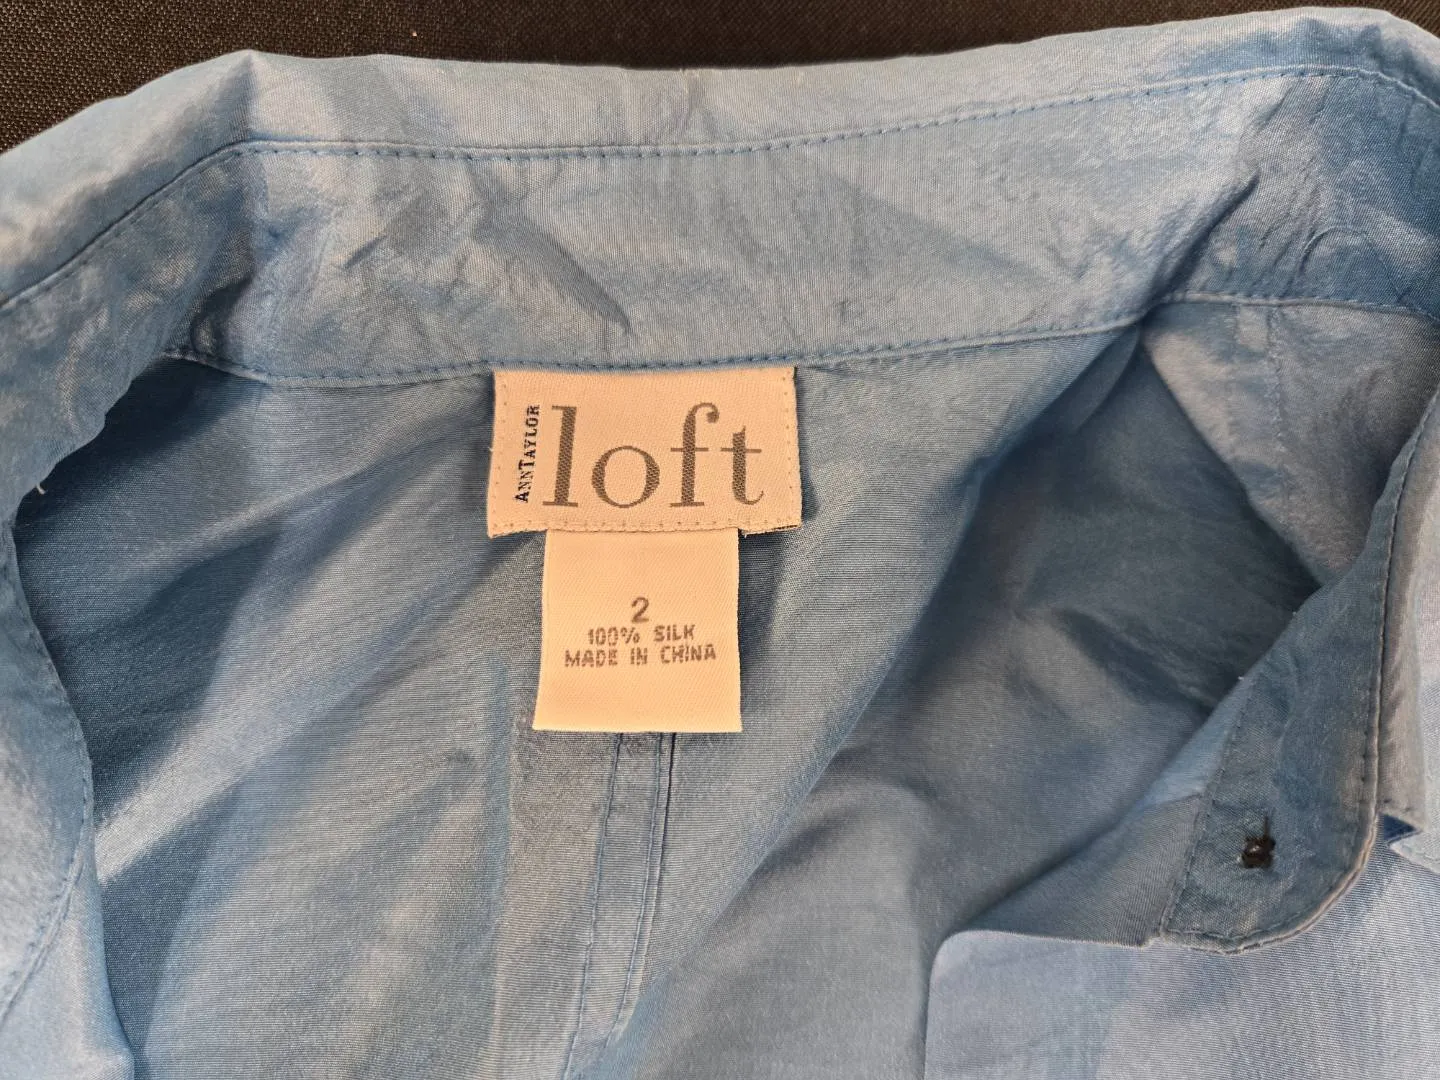 ANNTAYLOR
loft
2
100% SILK
MADE IN CHINA